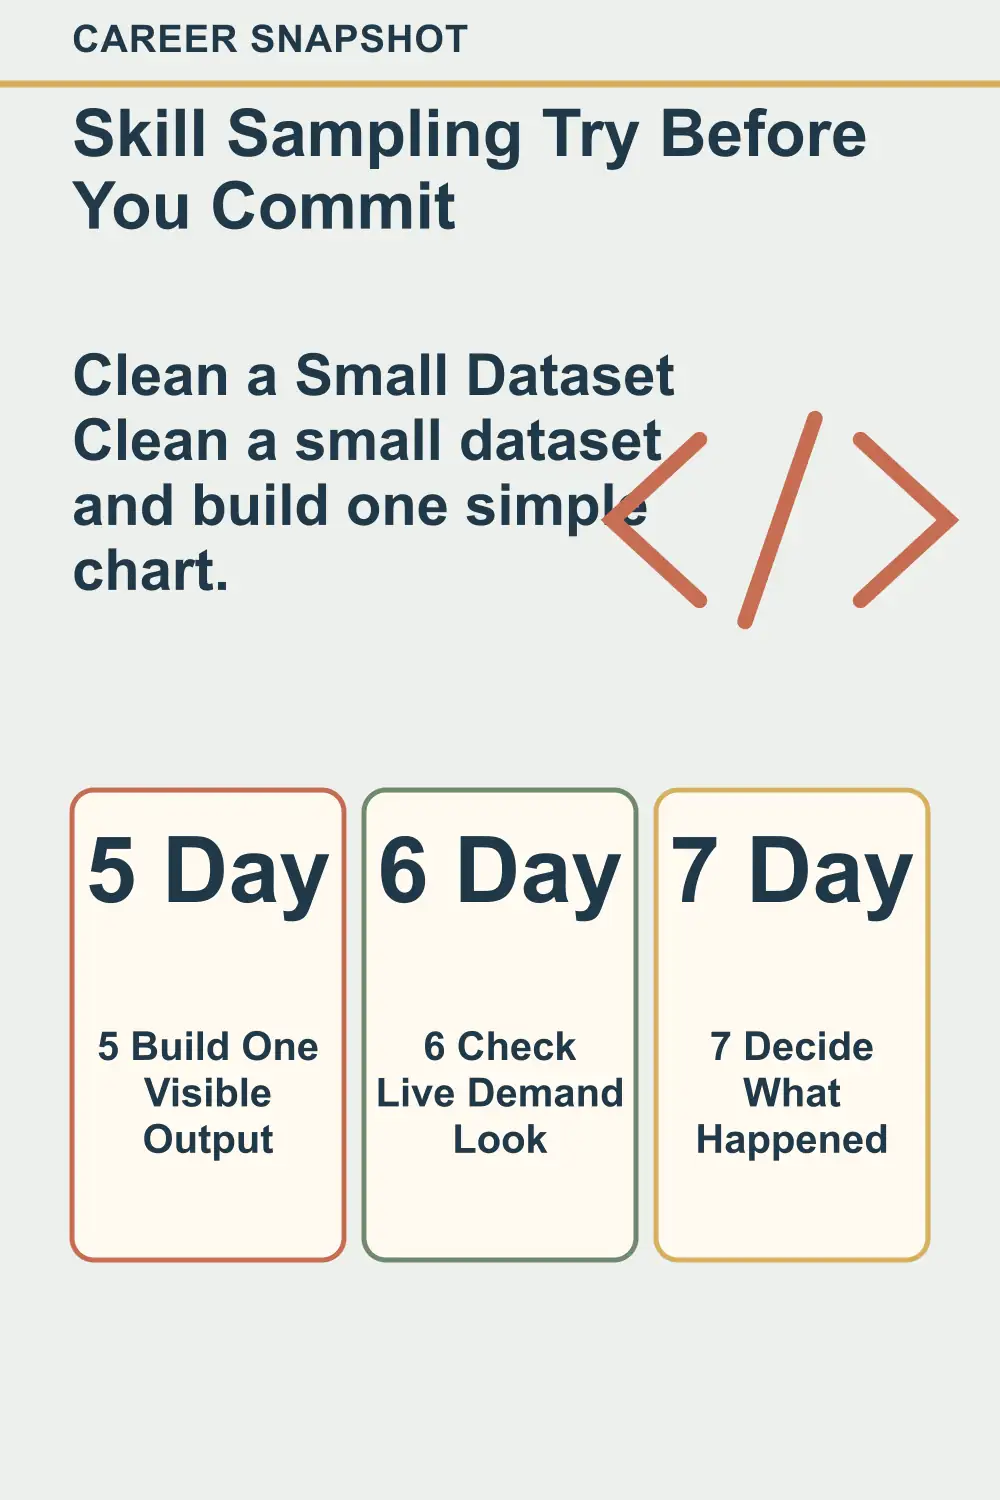 CAREER SNAPSHOT
Skill Sampling Try Before
You Commit
Clean a Small Dataset
Clean a small dataset
and build one simple
chart.
</>
5 Day
5 Build One
Visible
Output
6 Day
6 Check
Live Demand
Look
7 Day
7 Decide
What
Happened